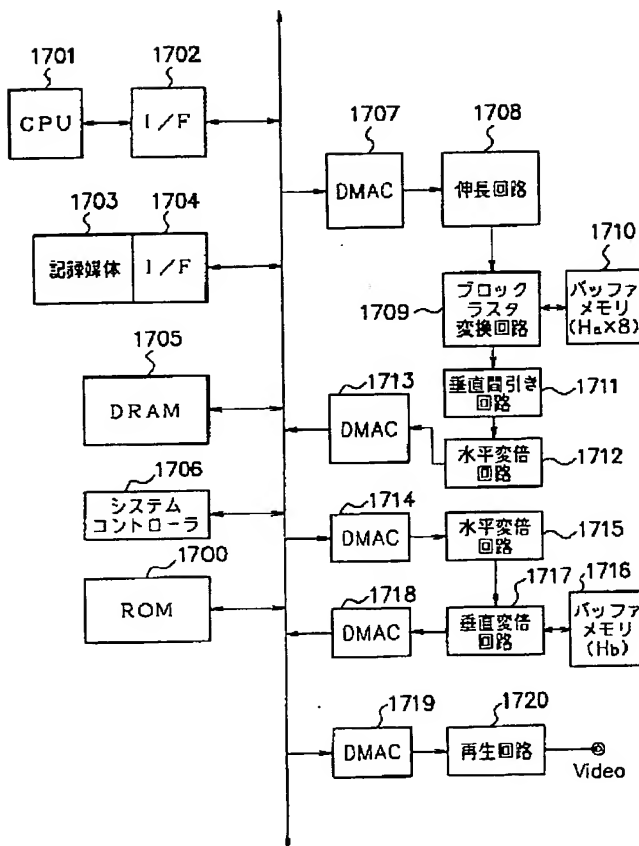 1701
1702
CPU
I/F
1703
1704
記録媒体
I/F
1705
DRAM
1706
システム
コントローラ
1700
ROM
1707
1708
DMAC
伸長回路
1710
1709
ブロック
ラスタ
変換回路
バッファ
メモリ
(Ha×8)
1713
DMAC
垂直間引き
回路
1711
水平変倍
回路
1712
1714
DMAC
水平変倍
回路
1715
1718
DMAC
1717
垂直変倍
回路
1716
バッファ
メモリ
(Hb)
1719
1720
DMAC
再生回路
Video